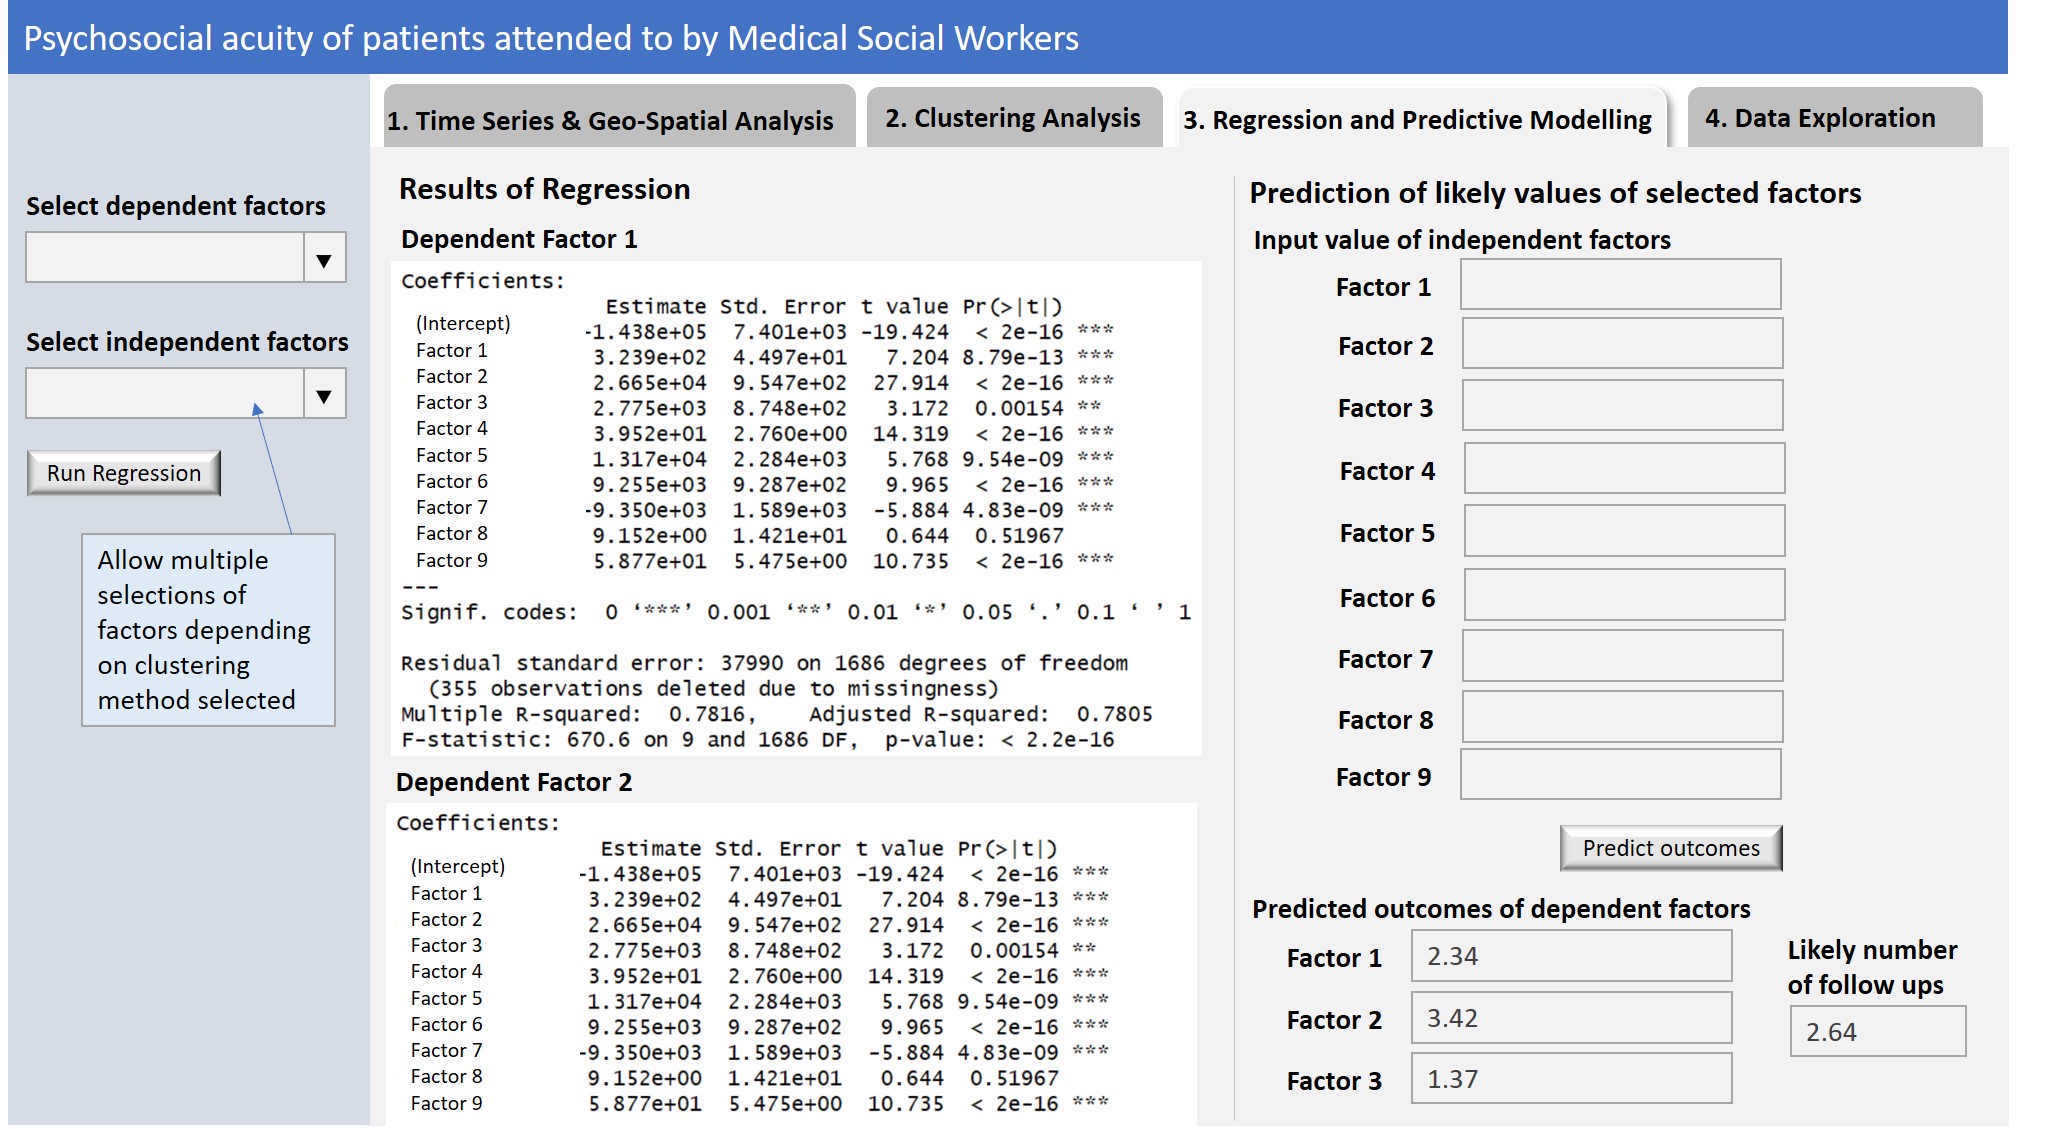 Psychosocial acuity of patients attended to by Medical Social Workers
1. Time Series & Geo-Spatial Analysis
2. Clustering Analysis
3. Regression and Predictive Modelling
4. Data Exploration
Select dependent factors
▼
Select independent factors
▼
Run Regression
Allow multiple
selections of
factors depending
on clustering
method selected
Results of Regression
Dependent Factor 1
Coefficients:
Estimate Std. Error t value Pr(>|t|)
(Intercept) -1.438e+05 7.401e+03 -19.424 < 2e-16 ***
Factor 1 3.239e+02 4.497e+01 7.204 8.79e-13 ***
Factor 2 2.665e+04 9.547e+02 27.914 < 2e-16 ***
Factor 3 2.775e+03 8.748e+02 3.172 0.00154 **
Factor 4 3.952e+01 2.760e+00 14.319 < 2e-16 ***
Factor 5 1.317e+04 2.284e+03 5.768 9.54e-09 ***
Factor 6 9.255e+03 9.287e+02 9.965 < 2e-16 ***
Factor 7 -9.350e+03 1.589e+03 -5.884 4.83e-09 ***
Factor 8 9.152e+00 1.421e+01 0.644 0.51967
Factor 9 5.877e+01 5.475e+00 10.735 < 2e-16 ***
---
Signif. codes: 0 ‘***’ 0.001 ‘**’ 0.01 ‘*’ 0.05 ‘.’ 0.1 ‘ ’ 1
Residual standard error: 37990 on 1686 degrees of freedom
(355 observations deleted due to missingness)
Multiple R-squared: 0.7816, Adjusted R-squared: 0.7805
F-statistic: 670.6 on 9 and 1686 DF, p-value: < 2.2e-16
Dependent Factor 2
Coefficients:
Estimate Std. Error t value Pr(>|t|)
(Intercept) -1.438e+05 7.401e+03 -19.424 < 2e-16 ***
Factor 1 3.239e+02 4.497e+01 7.204 8.79e-13 ***
Factor 2 2.665e+04 9.547e+02 27.914 < 2e-16 ***
Factor 3 2.775e+03 8.748e+02 3.172 0.00154 **
Factor 4 3.952e+01 2.760e+00 14.319 < 2e-16 ***
Factor 5 1.317e+04 2.284e+03 5.768 9.54e-09 ***
Factor 6 9.255e+03 9.287e+02 9.965 < 2e-16 ***
Factor 7 -9.350e+03 1.589e+03 -5.884 4.83e-09 ***
Factor 8 9.152e+00 1.421e+01 0.644 0.51967
Factor 9 5.877e+01 5.475e+00 10.735 < 2e-16 ***
Prediction of likely values of selected factors
Input value of independent factors
Factor 1
Factor 2
Factor 3
Factor 4
Factor 5
Factor 6
Factor 7
Factor 8
Factor 9
Predict outcomes
Predicted outcomes of dependent factors
Factor 1 2.34
Factor 2 3.42
Factor 3 1.37
Likely number
of follow ups
2.64